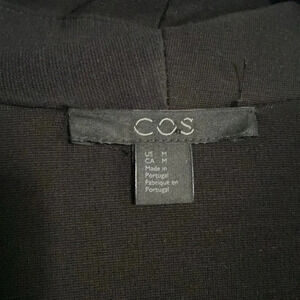 COS
US M
CA M
Made in
Portugal
Fabriqué en
Portugal